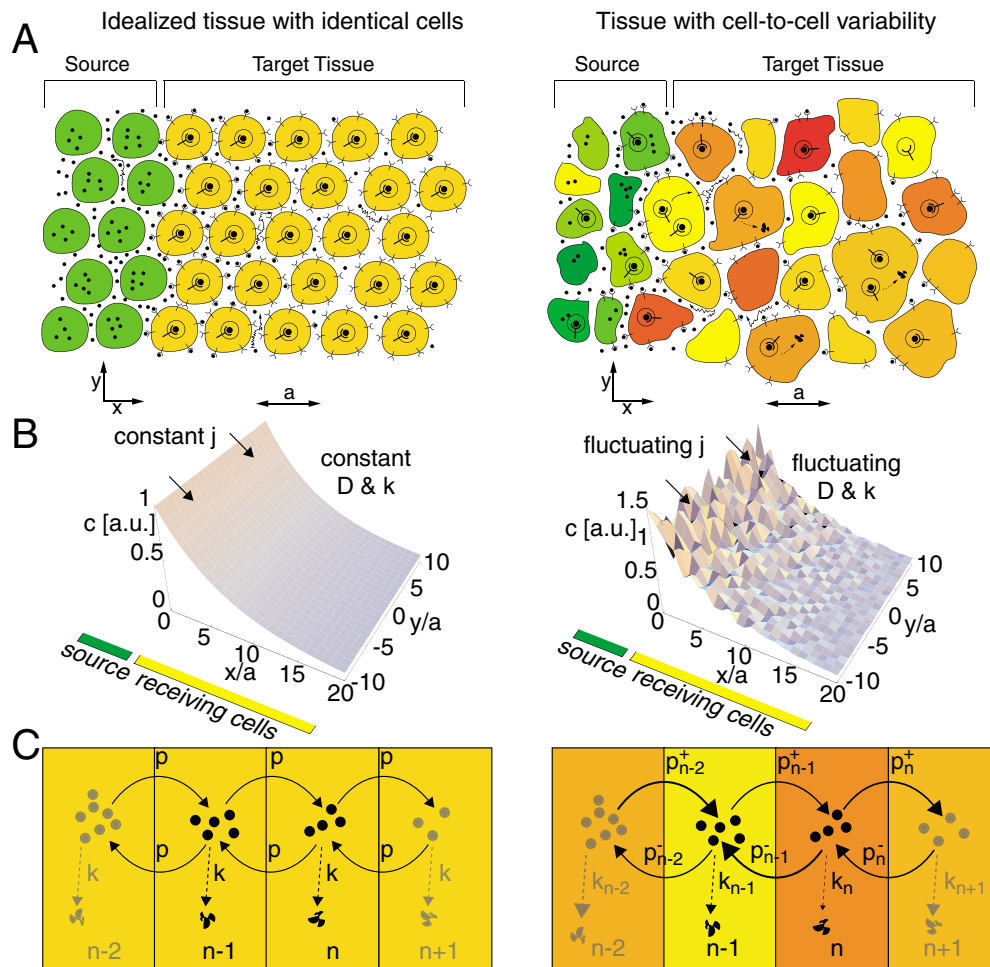 Idealized tissue with identical cells
Tissue with cell-to-cell variability
A
Source
Target Tissue
Source
Target Tissue
y
x
a
y
x
a
B
constant j
constant
D & k
1
c [a.u.]
0.5
0
0
5
10
15
20
x/a
10
5
0
-5
-10
y/a
source
receiving cells
fluctuating j
fluctuating
D & k
1.5
c [a.u.]
1
0.5
0
0
5
10
15
20
x/a
10
5
0
-5
-10
y/a
source
receiving cells
C
p
p
p
p
p
p
k
k
k
k
n-2
n-1
n
n+1
p⁺ₙ₋₂
p⁺ₙ₋₁
p⁺ₙ
p⁻ₙ₋₂
p⁻ₙ₋₁
p⁻ₙ
kₙ₋₂
kₙ₋₁
kₙ
kₙ₊₁
n-2
n-1
n
n+1